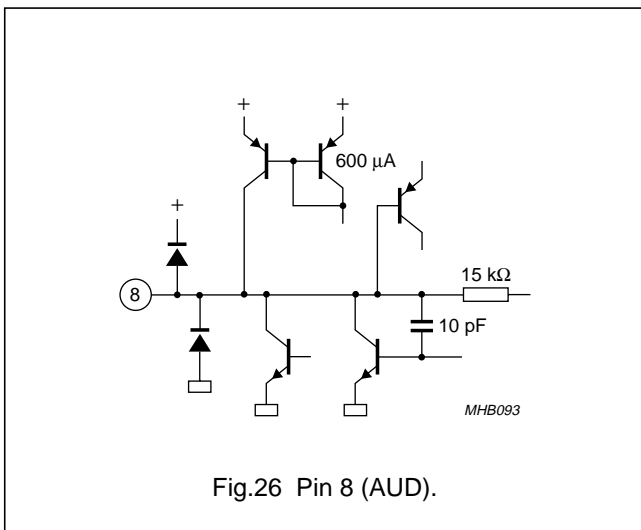 + +
600 μA
+
15 kΩ
8
10 pF
MHB093
Fig.26 Pin 8 (AUD).